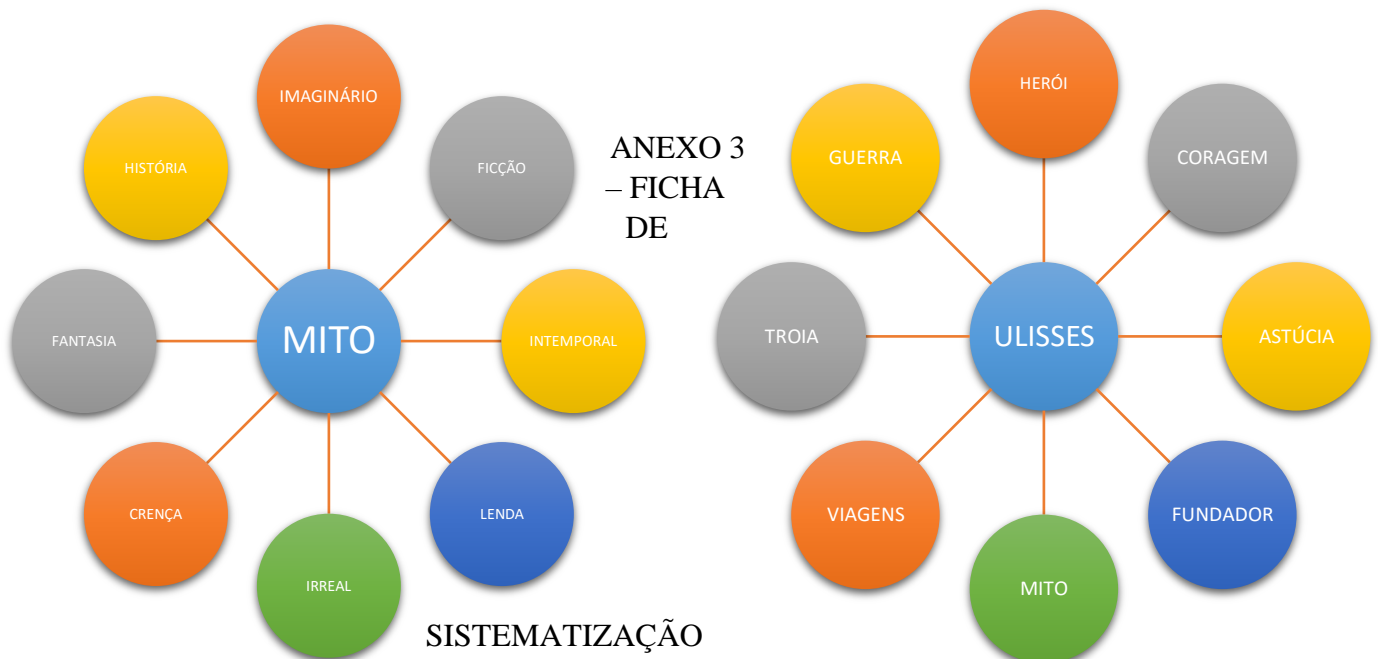 IMAGINÁRIO
HISTÓRIA
FICÇÃO
FANTASIA
MITO
INTEMPORAL
CRENÇA
LENDA
IRREAL
ANEXO 3
– FICHA
DE
SISTEMATIZAÇÃO
HERÓI
GUERRA
CORAGEM
TROIA
ULISSES
ASTÚCIA
VIAGENS
FUNDADOR
MITO